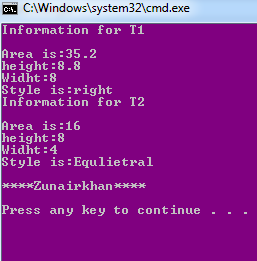 C:\Windows\system32\cmd.exe
Information for T1
Area is:35.2
height:8.8
Widht:8
Style is:right
Information for T2
Area is:16
height:8
Widht:4
Style is:Equlietral
****Zunairkhan****
Press any key to continue . . .